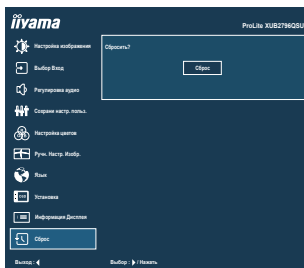 iiyama
ProLite XUB2796QSU
Настройка изображения
Сбросить?
Выбор Вход
Сброс
Регулировка аудио
Сохрани настр. польз.
Настройка цветов
Ручн. Настр. Изобр.
Язык
Установка
Информация Дисплея
Сброс
Выход :
Выбор : / Нажать